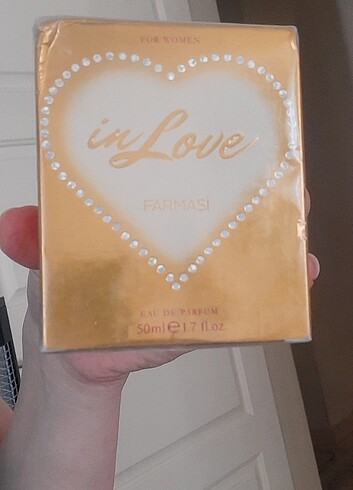 FOR WOMEN
in Love
FARMASI
EAU DE PARFUM
50ml e 1.7 fl.oz.